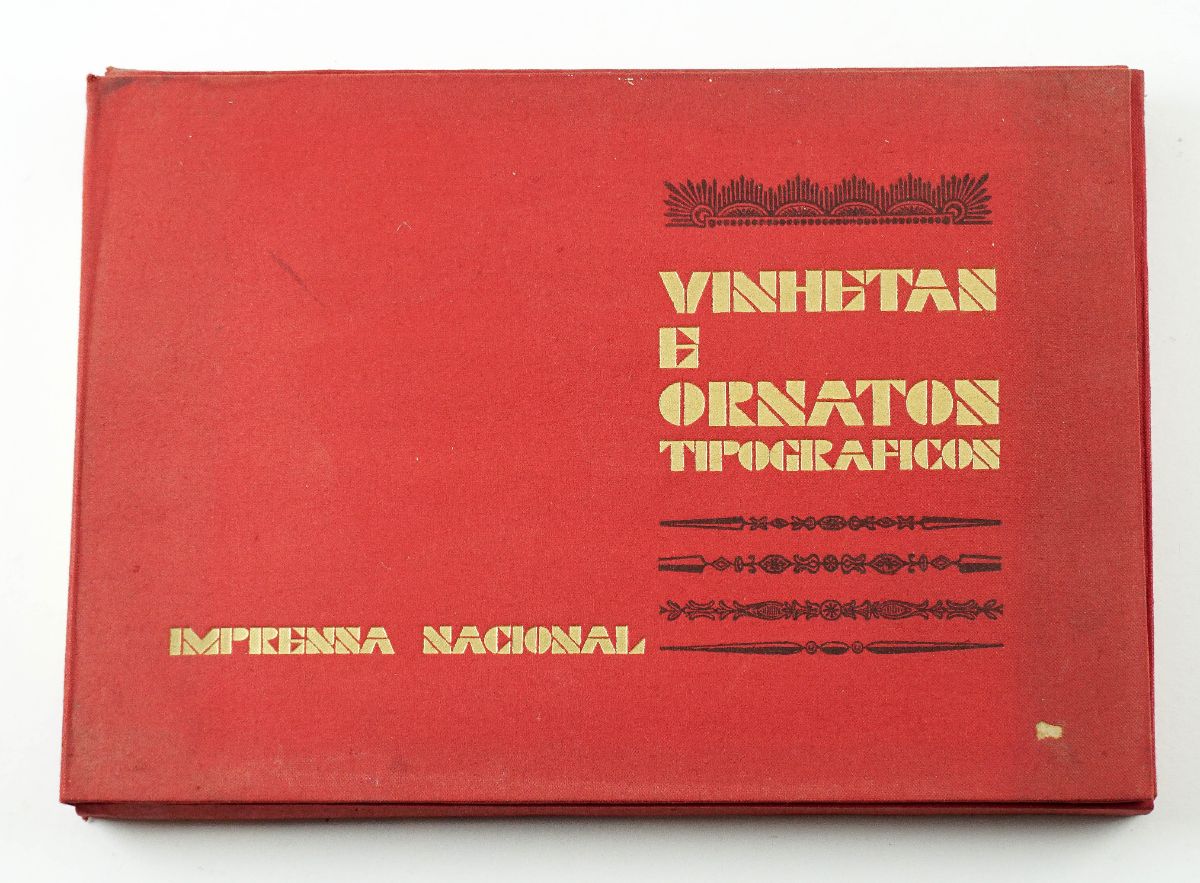 VINHETAS
E
ORNATOS
TIPOGRAFICOS
IMPRENSA NACIONAL